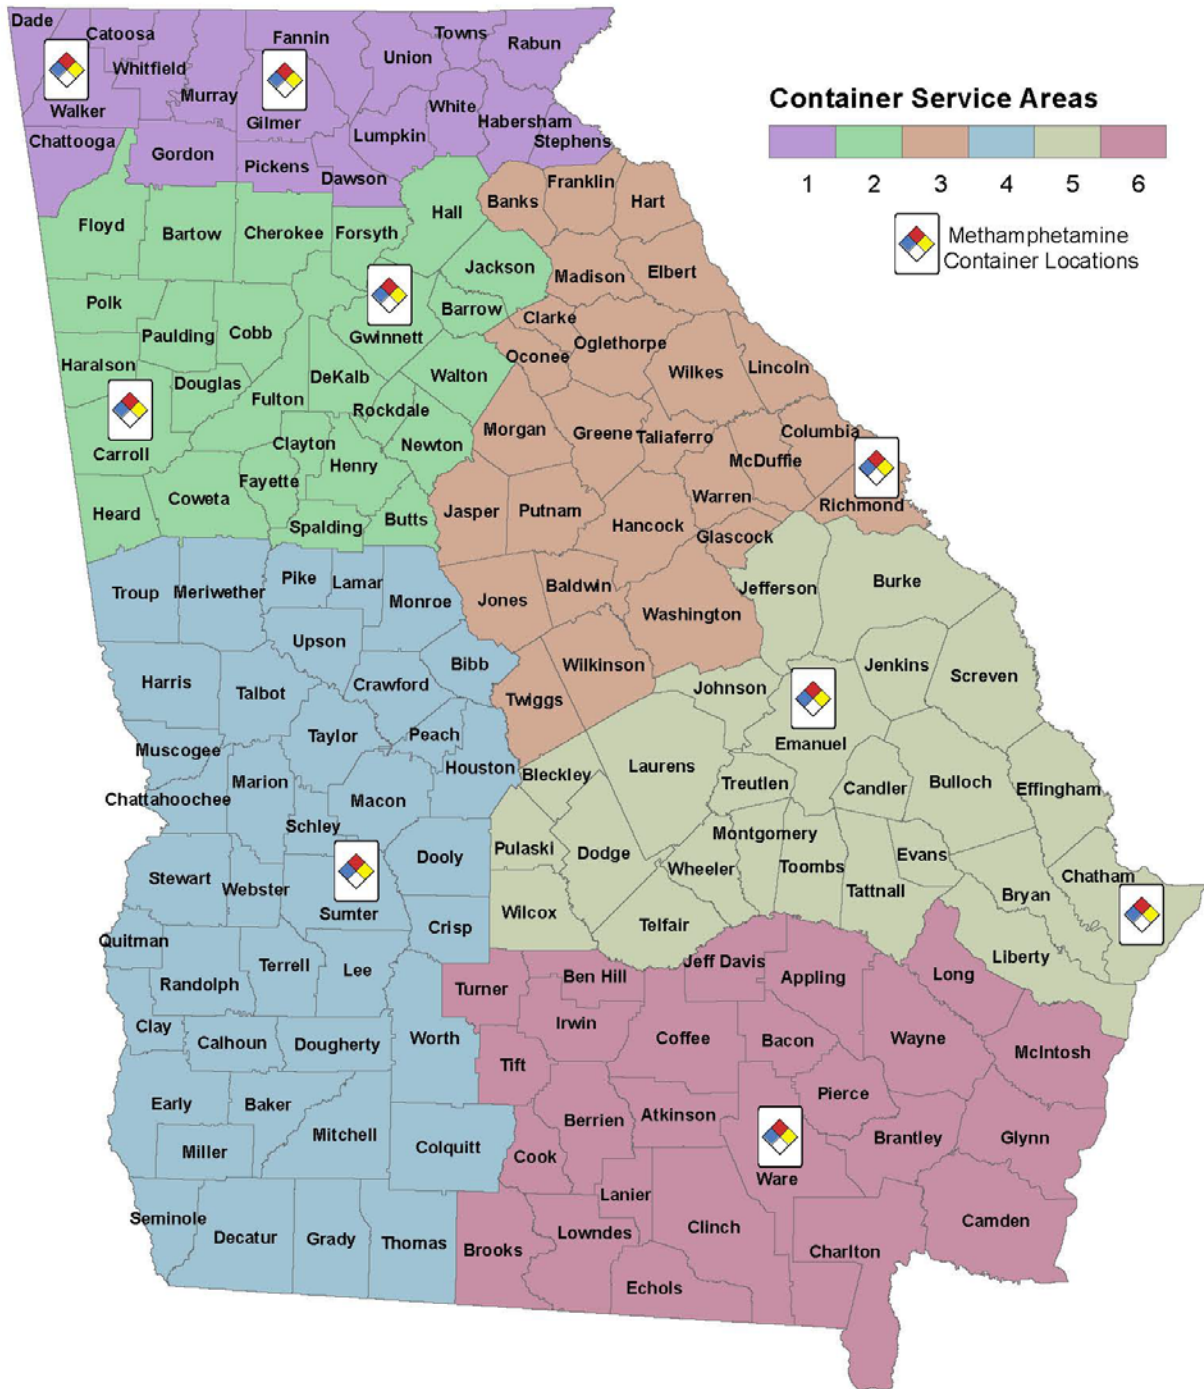 Container Service Areas
1 2 3 4 5 6
Methamphetamine
Container Locations
Dade
Catoosa
Fannin
Towns
Rabun
Union
Whitfield
Murray
Walker
Gilmer
White
Lumpkin
Habersham
Stephens
Chattooga
Gordon
Pickens
Dawson
Banks
Franklin
Hart
Hall
Floyd
Bartow
Cherokee
Forsyth
Jackson
Madison
Elbert
Polk
Paulding
Cobb
Gwinnett
Barrow
Clarke
Oglethorpe
Oconee
Wilkes
Lincoln
Haralson
Douglas
DeKalb
Walton
Fulton
Rockdale
Carroll
Clayton
Henry
Newton
Morgan
Greene
Taliaferro
Columbia
McDuffie
Warren
Richmond
Heard
Coweta
Fayette
Spalding
Butts
Jasper
Putnam
Hancock
Glascock
Troup
Meriwether
Pike
Lamar
Monroe
Jones
Baldwin
Washington
Jefferson
Burke
Upson
Bibb
Wilkinson
Jenkins
Screven
Harris
Talbot
Crawford
Twiggs
Johnson
Emanuel
Muscogee
Taylor
Peach
Houston
Bleckley
Laurens
Treutlen
Candler
Bulloch
Effingham
Chattahoochee
Marion
Macon
Schley
Dooly
Pulaski
Dodge
Wheeler
Montgomery
Toombs
Tattnall
Evans
Bryan
Chatham
Stewart
Webster
Sumter
Crisp
Wilcox
Telfair
Liberty
Quitman
Randolph
Terrell
Lee
Turner
Ben Hill
Jeff Davis
Appling
Long
Irwin
Clay
Calhoun
Dougherty
Worth
Tift
Coffee
Bacon
Wayne
McIntosh
Early
Baker
Miller
Mitchell
Colquitt
Cook
Berrien
Atkinson
Pierce
Brantley
Glynn
Ware
Lanier
Seminole
Decatur
Grady
Thomas
Brooks
Lowndes
Clinch
Echols
Charlton
Camden